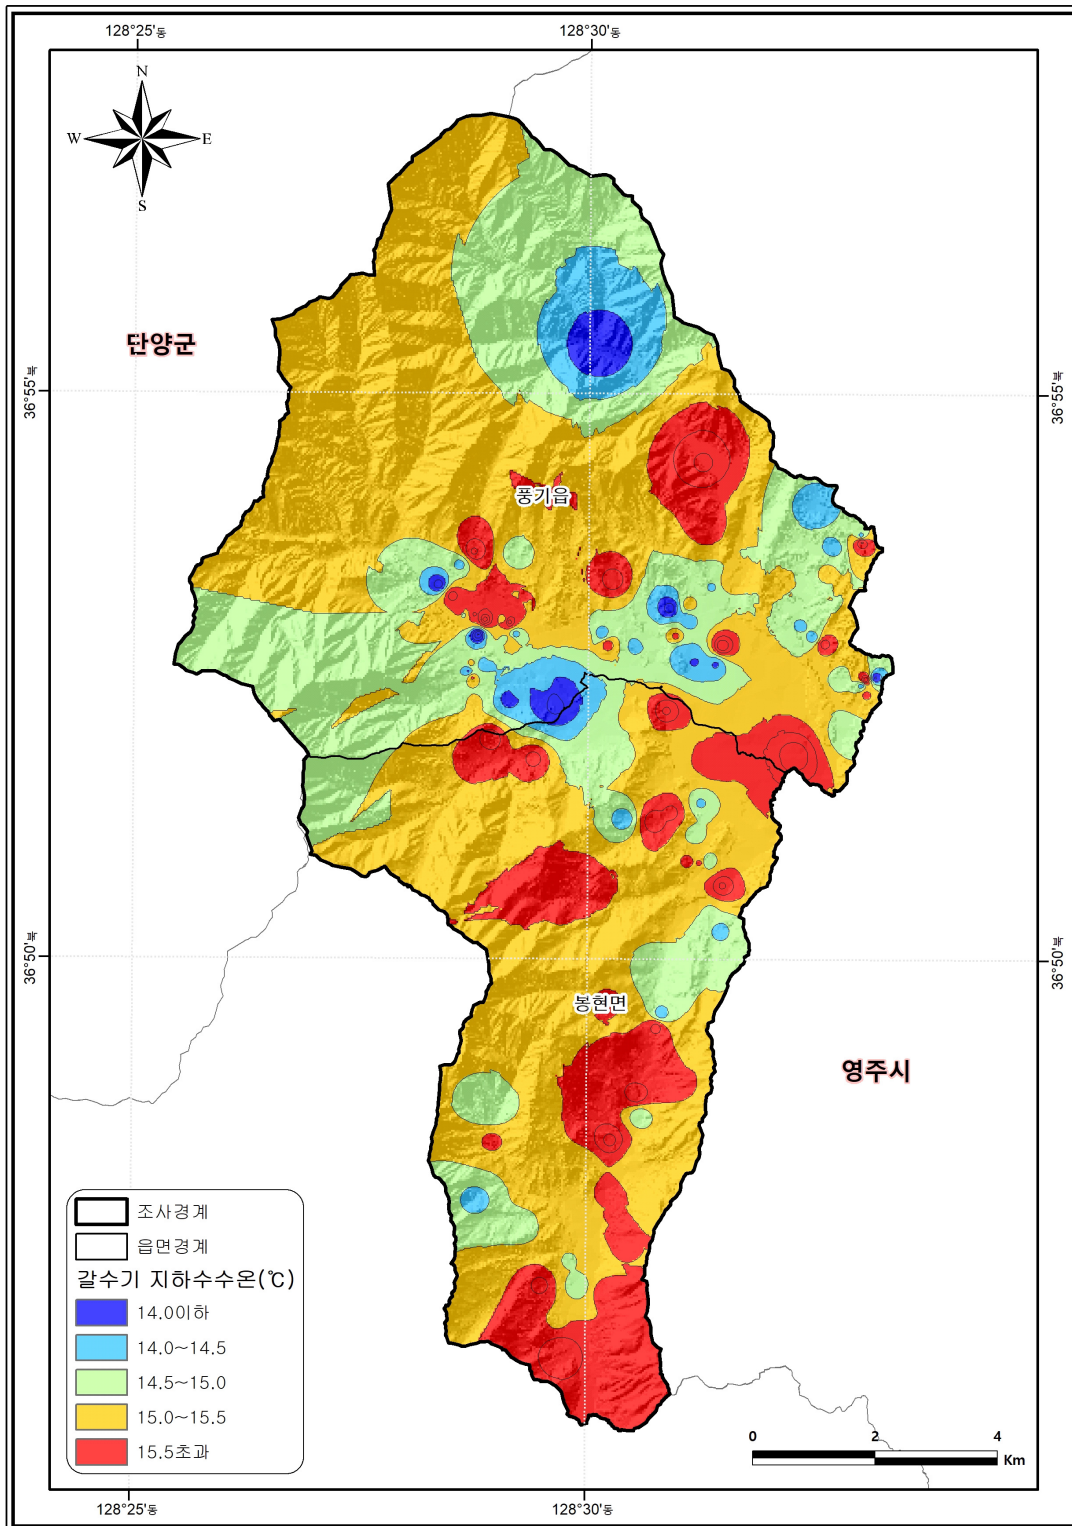 128°25'동
128°30'동
N
W
E
S
단양군
36°55'북
36°55'북
풍기읍
36°50'북
36°50'북
봉현면
영주시
조사경계
읍면경계
갈수기 지하수수온(℃)
14.0이하
14.0~14.5
14.5~15.0
15.0~15.5
15.5초과
0
2
4
Km
128°25'동
128°30'동